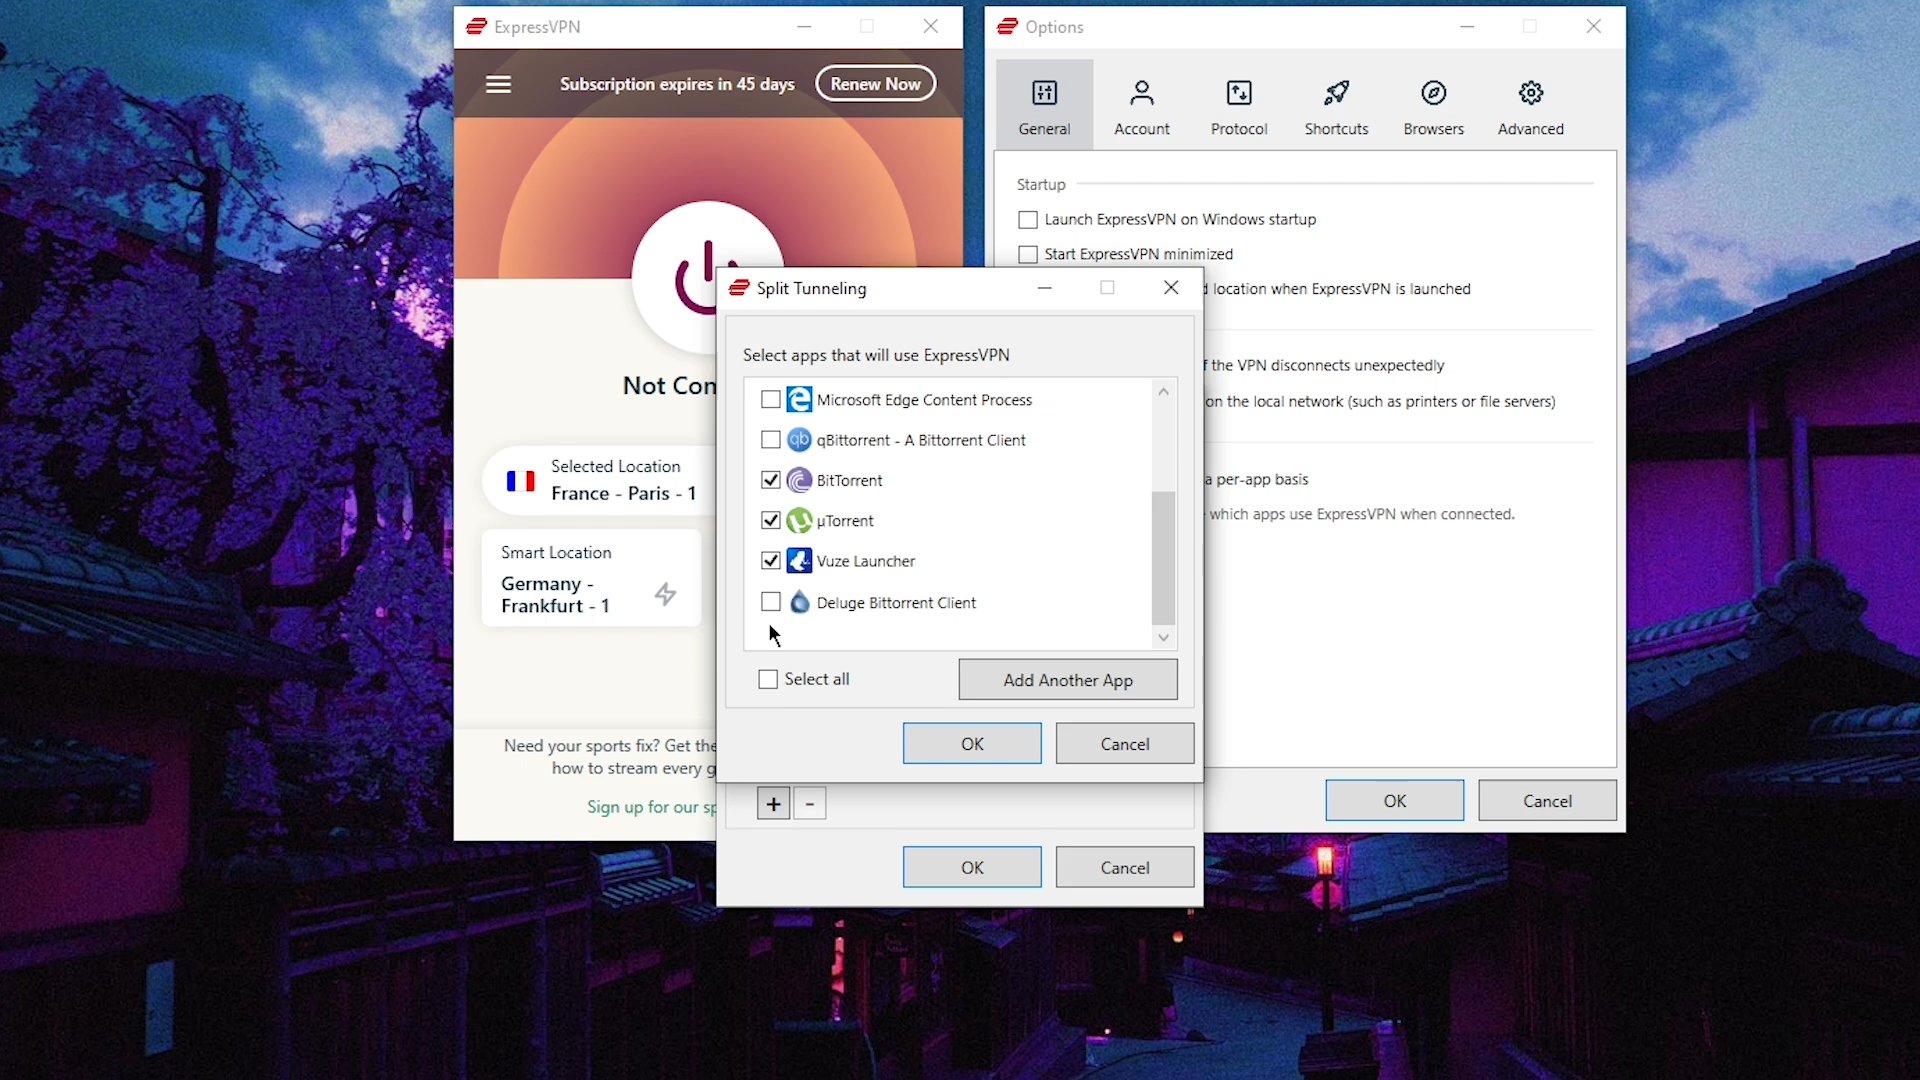 ExpressVPN
Subscription expires in 45 days
Renew Now
Not Con
Selected Location
France - Paris - 1
Smart Location
Germany -
Frankfurt - 1
Need your sports fix? Get the
how to stream every g
Sign up for our sp
Options
General
Account
Protocol
Shortcuts
Browsers
Advanced
Startup
Launch ExpressVPN on Windows startup
Start ExpressVPN minimized
location when ExpressVPN is launched
f the VPN disconnects unexpectedly
on the local network (such as printers or file servers)
a per-app basis
which apps use ExpressVPN when connected.
OK
Cancel
Split Tunneling
Select apps that will use ExpressVPN
Microsoft Edge Content Process
qb
qBittorrent - A Bittorrent Client
BitTorrent
µTorrent
Vuze Launcher
Deluge Bittorrent Client
Select all
Add Another App
OK
Cancel
+
-
OK
Cancel